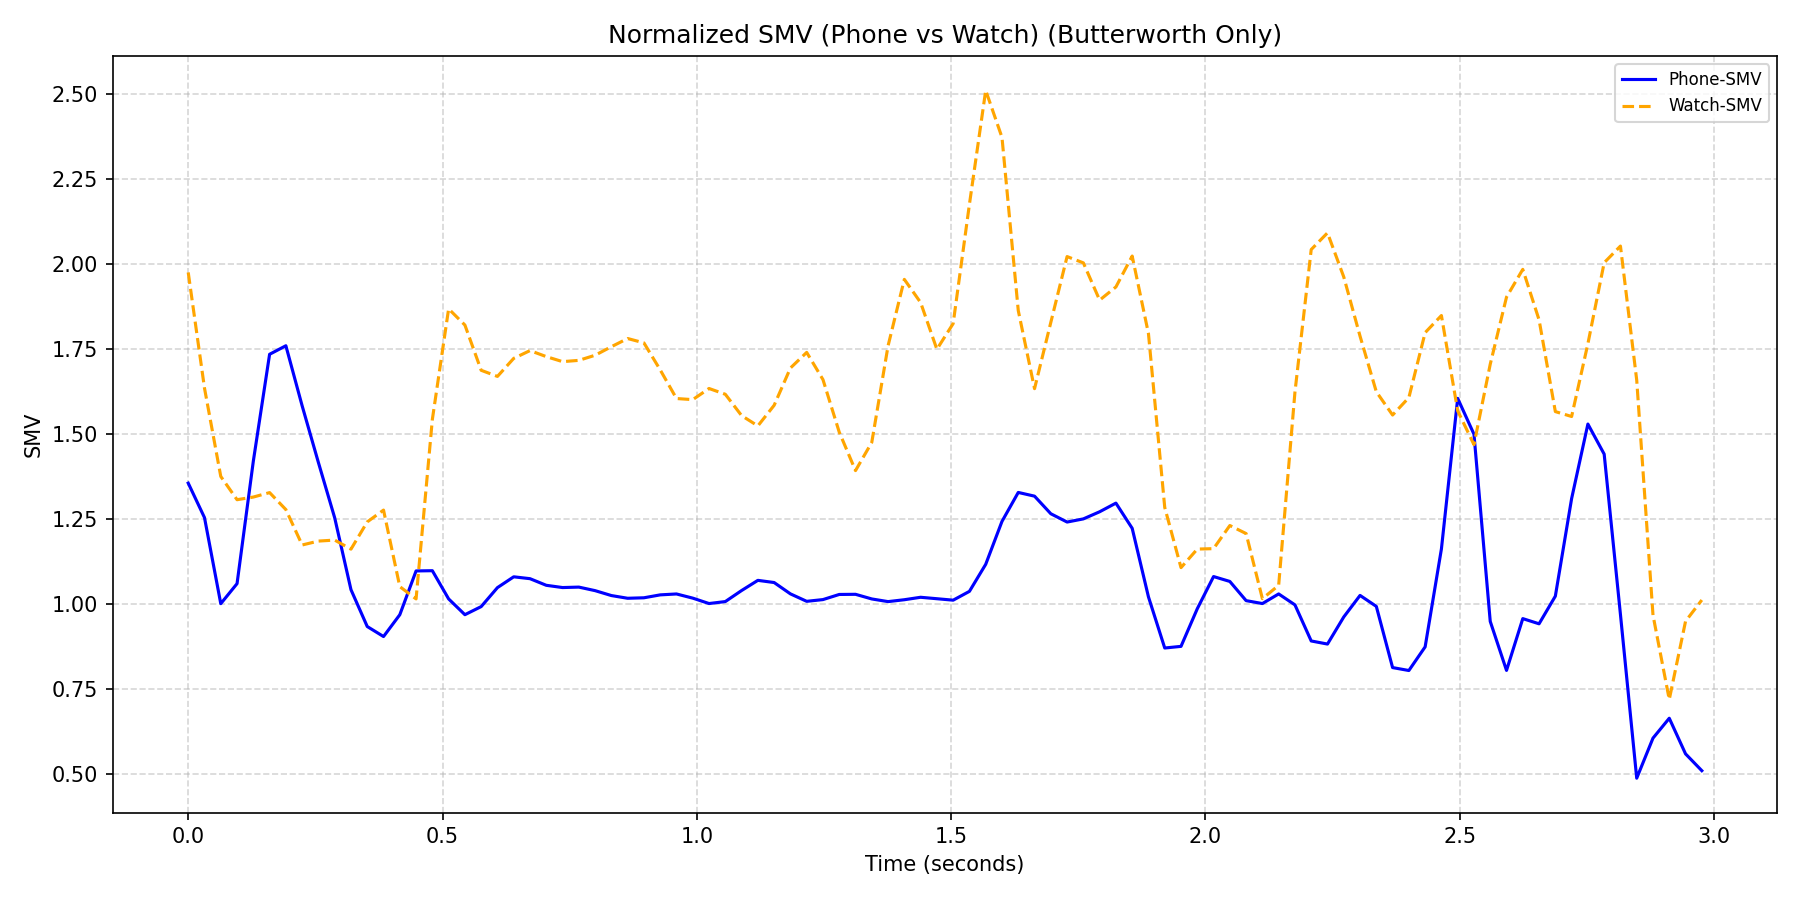 Normalized SMV (Phone vs Watch) (Butterworth Only)
Phone-SMV
Watch-SMV
2.50
2.25
2.00
1.75
1.50
1.25
1.00
0.75
0.50
SMV
0.0 0.5 1.0 1.5 2.0 2.5 3.0
Time (seconds)